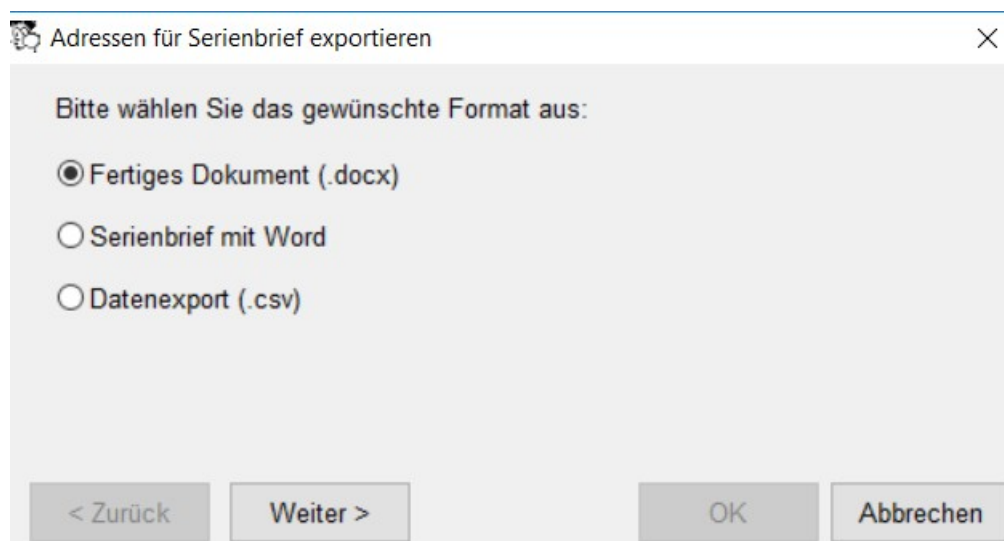 Adressen für Serienbrief exportieren
Bitte wählen Sie das gewünschte Format aus:
Fertiges Dokument (.docx)
Serienbrief mit Word
Datenexport (.csv)
< Zurück Weiter > OK Abbrechen